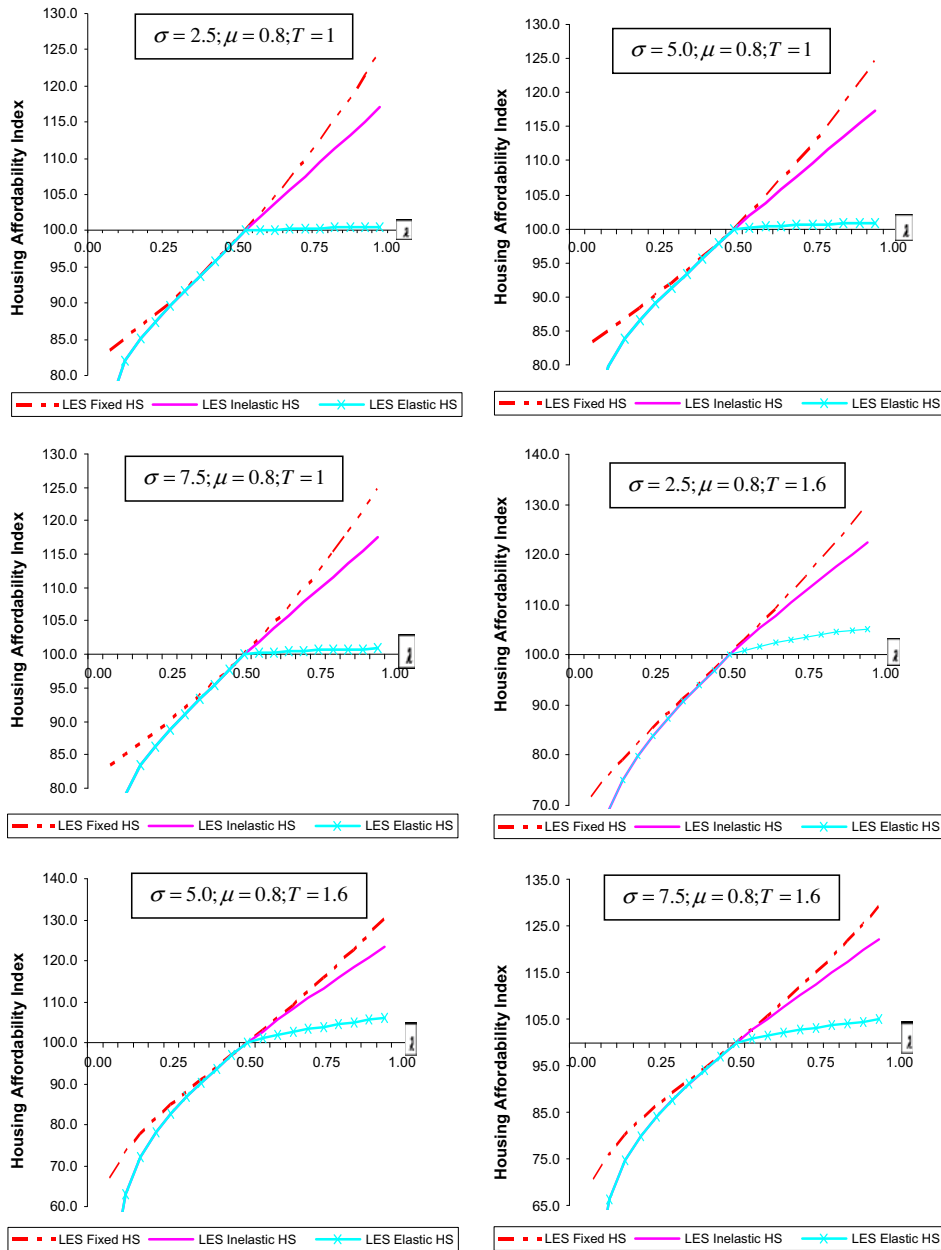 σ = 2.5; μ = 0.8; T = 1
Housing Affordability Index
130.0
125.0
120.0
115.0
110.0
105.0
100.0
95.0
90.0
85.0
80.0
0.00 0.25 0.50 0.75 1.00
λ
LES Fixed HS LES Inelastic HS LES Elastic HS
σ = 5.0; μ = 0.8; T = 1
Housing Affordability Index
130.0
125.0
120.0
115.0
110.0
105.0
100.0
95.0
90.0
85.0
80.0
0.00 0.25 0.50 0.75 1.00
λ
LES Fixed HS LES Inelastic HS LES Elastic HS
σ = 7.5; μ = 0.8; T = 1
Housing Affordability Index
130.0
125.0
120.0
115.0
110.0
105.0
100.0
95.0
90.0
85.0
80.0
0.00 0.25 0.50 0.75 1.00
λ
LES Fixed HS LES Inelastic HS LES Elastic HS
σ = 2.5; μ = 0.8; T = 1.6
Housing Affordability Index
140.0
130.0
120.0
110.0
100.0
90.0
80.0
70.0
0.00 0.25 0.50 0.75 1.00
λ
LES Fixed HS LES Inelastic HS LES Elastic HS
σ = 5.0; μ = 0.8; T = 1.6
Housing Affordability Index
140.0
130.0
120.0
110.0
100.0
90.0
80.0
70.0
60.0
0.00 0.25 0.50 0.75 1.00
λ
LES Fixed HS LES Inelastic HS LES Elastic HS
σ = 7.5; μ = 0.8; T = 1.6
Housing Affordability Index
135.0
125.0
115.0
105.0
95.0
85.0
75.0
65.0
0.00 0.25 0.50 0.75 1.00
λ
LES Fixed HS LES Inelastic HS LES Elastic HS